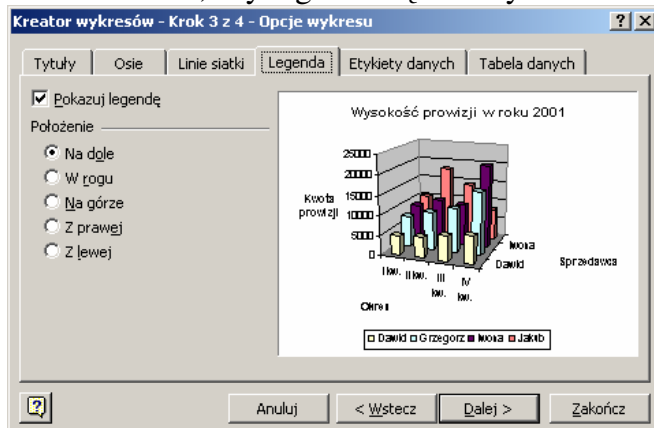 Kreator wykresów - Krok 3 z 4 - Opcje wykresu
Tytuły Osie Linie siatki Legenda Etykiety danych Tabela danych
Pokazuj legendę
Położenie
Na dole
W rogu
Na górze
Z prawej
Z lewej
Wysokość prowizji w roku 2001
25000
20000
15000
10000
5000
0
Kwota
prowizji
I kw. II kw. III kw. IV kw.
Okres
Iwona
Dawid
Sprzedawca
Dawid Grzegorz Iwona Jakub
Anuluj < Wstecz Dalej > Zakończ